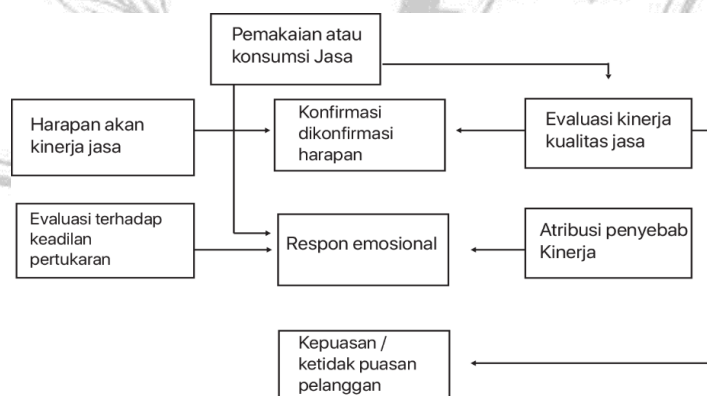 Pemakaian atau
konsumsi Jasa
Harapan akan
kinerja jasa
Konfirmasi
dikonfirmasi
harapan
Evaluasi kinerja
kualitas jasa
Evaluasi terhadap
keadilan
pertukaran
Respon emosional
Atribusi penyebab
Kinerja
Kepuasan /
ketidak puasan
pelanggan